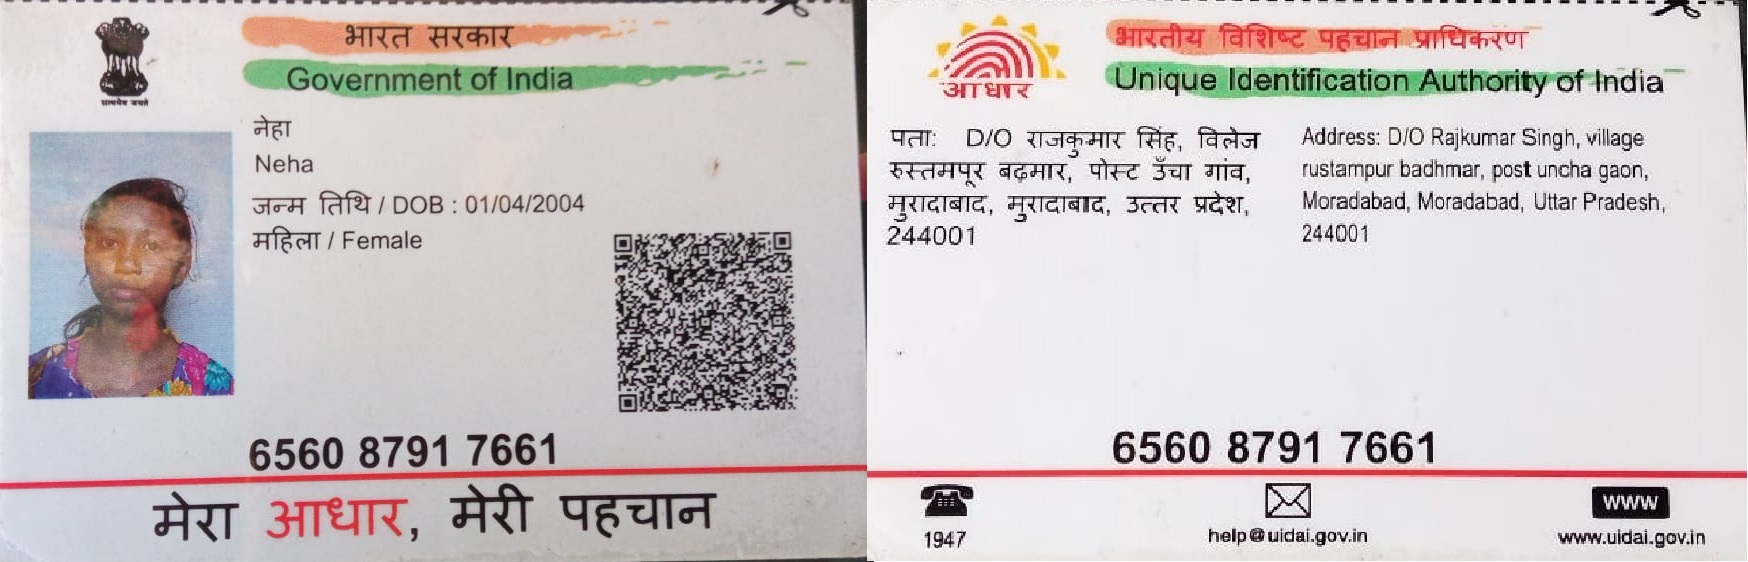 सत्यमेव जयते
भारत सरकार
Government of India
नेहा
Neha
जन्म तिथि / DOB : 01/04/2004
महिला / Female
6560 8791 7661
मेरा आधार, मेरी पहचान
आधार
भारतीय विशिष्ट पहचान प्राधिकरण
Unique Identification Authority of India
पता: D/O राजकुमार सिंह, विलेज
रुस्तमपूर बढ़मार, पोस्ट उँचा गांव,
मुरादाबाद, मुरादाबाद, उत्तर प्रदेश,
244001
Address: D/O Rajkumar Singh, village
rustampur badhmar, post uncha gaon,
Moradabad, Moradabad, Uttar Pradesh,
244001
6560 8791 7661
1947
help@uidai.gov.in
www
www.uidai.gov.in